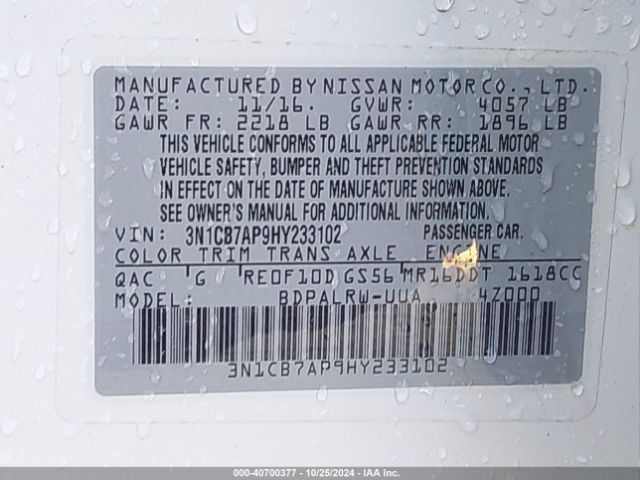 MANUFACTURED BY NISSAN MOTOR CO., LTD.
DATE: 11/16. GVWR: 4057 LB
GAWR FR: 2218 LB GAWR RR: 1896 LB
THIS VEHICLE CONFORMS TO ALL APPLICABLE FEDERAL MOTOR
VEHICLE SAFETY, BUMPER AND THEFT PREVENTION STANDARDS
IN EFFECT ON THE DATE OF MANUFACTURE SHOWN ABOVE.
SEE OWNER'S MANUAL FOR ADDITIONAL INFORMATION.
VIN: 3N1CB7AP9HY233102 PASSENGER CAR.
COLOR TRIM TRANS AXLE ENGINE
QAC G RE0F10D GS56 MR16DDT 1618CC
MODEL: BDPALRW-UUA 4Z000
3N1CB7AP9HY233102
000-40700377 - 10/25/2024 - IAA Inc.